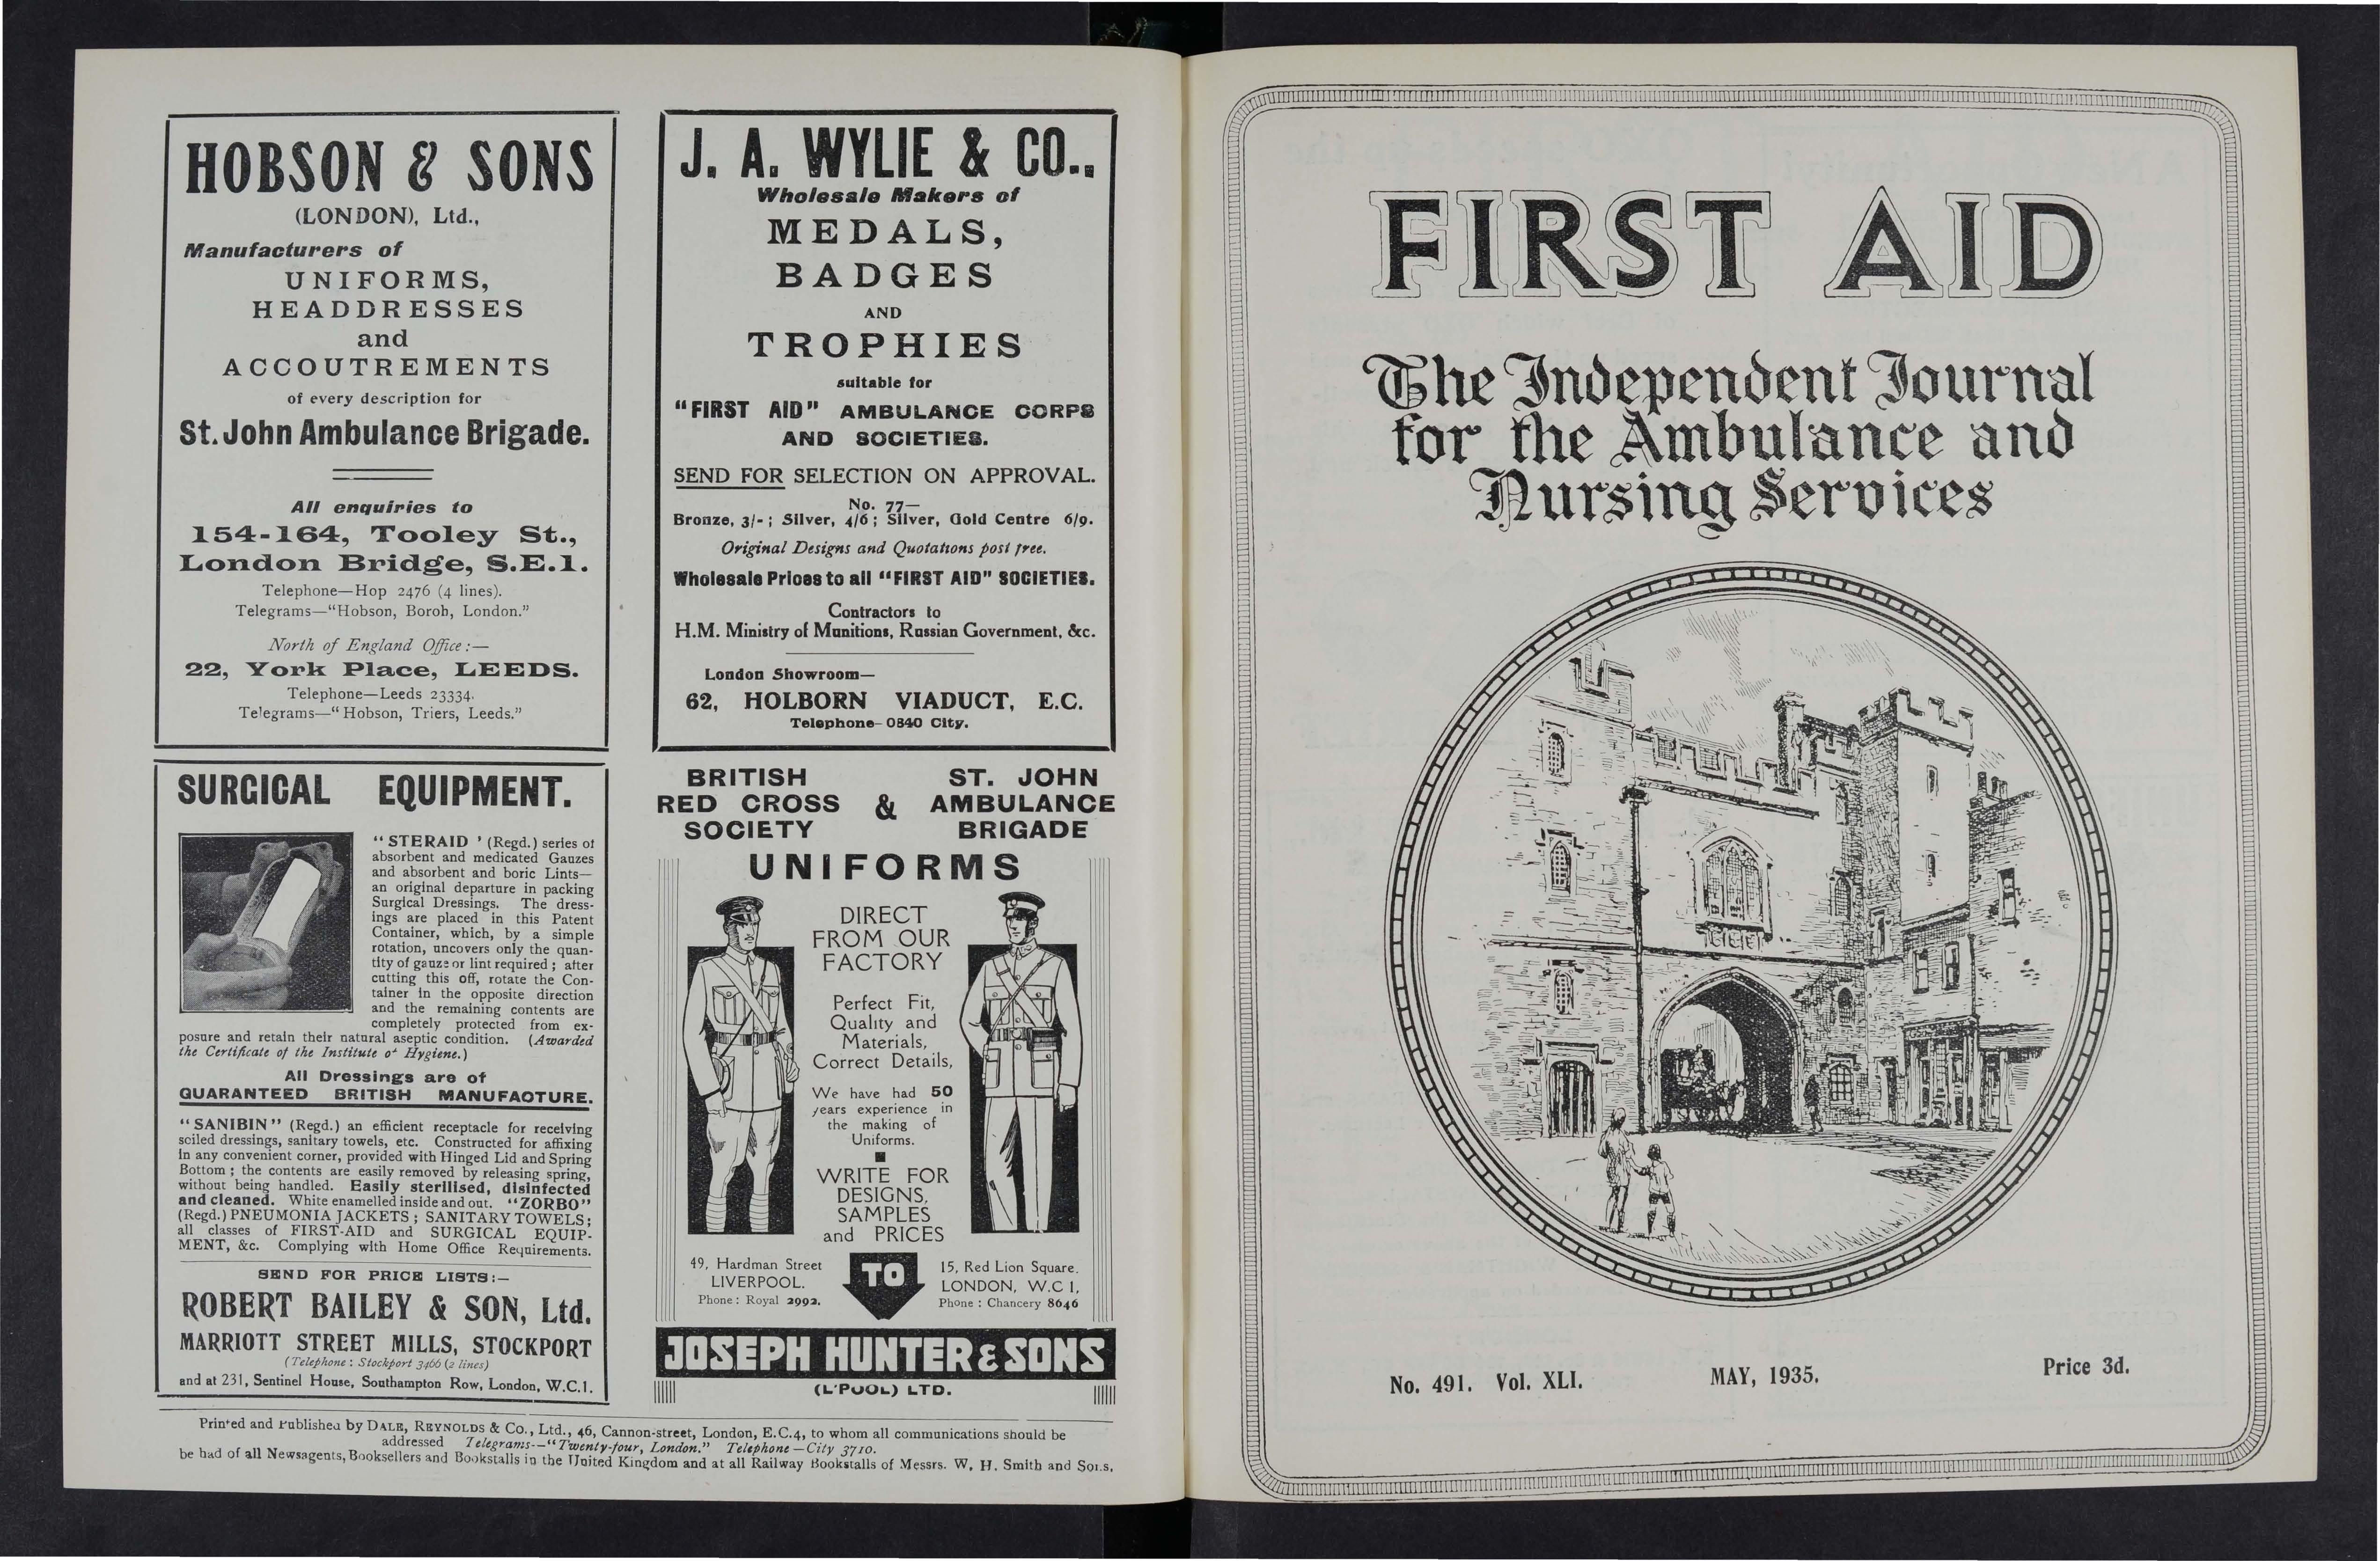 HOBSON & SONS
(LONDON), Ltd.,
Manufacturers of
UNIFORMS,
HEADDRESSES
and
ACCOUTREMENTS
of every description for
St. John Ambulance Brigade.
All enquiries to
154-164, Tooley St.,
London Bridge, S.E.1.
Telephone—Hop 2476 (4 lines).
Telegrams—"Hobson, Boroh, London."
North of England Office:—
22, York Place, LEEDS.
Telephone—Leeds 23334.
Telegrams—"Hobson, Triers, Leeds."
J. A. WYLIE & CO.,
Wholesale Makers of
MEDALS,
BADGES
AND
TROPHIES
suitable for
"FIRST AID" AMBULANCE CORPS
AND SOCIETIES.
SEND FOR SELECTION ON APPROVAL.
No. 77—
Bronze, 3/-; Silver, 4/6; Silver, Gold Centre 6/9.
Original Designs and Quotations post free.
Wholesale Prices to all "FIRST AID" SOCIETIES.
Contractors to
H.M. Ministry of Munitions, Russian Government, &c.
London Showroom—
62, HOLBORN VIADUCT, E.C.
Telephone—0840 City.
SURGICAL EQUIPMENT.
"STERAID' (Regd.) series of
absorbent and medicated Gauzes
and absorbent and boric Lints—
an original departure in packing
Surgical Dressings. The dress-
ings are placed in this Patent
Container, which, by a simple
rotation, uncovers only the quan-
tity of gauze or lint required; after
cutting this off, rotate the Con-
tainer in the opposite direction
and the remaining contents are
completely protected from ex-
posure and retain their natural aseptic condition. (Awarded
the Certificate of the Institute of Hygiene.)
All Dressings are of
GUARANTEED BRITISH MANUFACTURE.
"SANIBIN" (Regd.) an efficient receptacle for receiving
soiled dressings, sanitary towels, etc. Constructed for affixing
in any convenient corner, provided with Hinged Lid and Spring
Bottom; the contents are easily removed by releasing spring,
without being handled. Easily sterilised, disinfected
and cleaned. White enamelled inside and out. "ZORBO"
(Regd.) PNEUMONIA JACKETS; SANITARY TOWELS;
all classes of FIRST-AID and SURGICAL EQUIP-
MENT, &c. Complying with Home Office Requirements.
SEND FOR PRICE LISTS:—
ROBERT BAILEY & SON, Ltd.
MARRIOTT STREET MILLS, STOCKPORT
(Telephone: Stockport 3466 (2 lines)
and at 231, Sentinel House, Southampton Row, London, W.C.1.
BRITISH RED CROSS SOCIETY & ST. JOHN AMBULANCE BRIGADE
UNIFORMS
DIRECT
FROM OUR
FACTORY
Perfect Fit,
Quality and
Materials,
Correct Details,
We have had 50
years experience in
the making of
Uniforms.
WRITE FOR
DESIGNS,
SAMPLES
and PRICES
TO
49, Hardman Street
LIVERPOOL.
Phone: Royal 2992.
15, Red Lion Square.
LONDON, W.C 1,
Phone: Chancery 8646
JOSEPH HUNTER & SONS
(L'POOL) LTD.
Printed and Published by DALE, REYNOLDS & Co., Ltd., 46, Cannon-street, London, E.C.4, to whom all communications should be
addressed Telegrams--"Twenty-four, London." Telephone—City 3710.
be had of all Newsagents, Booksellers and Bookstalls in the United Kingdom and at all Railway Bookstalls of Messrs. W. H. Smith and Sons,
FIRST AID
The Independent Journal
for the Ambulance and
Nursing Services
No. 491. Vol. XLI. MAY, 1935. Price 3d.